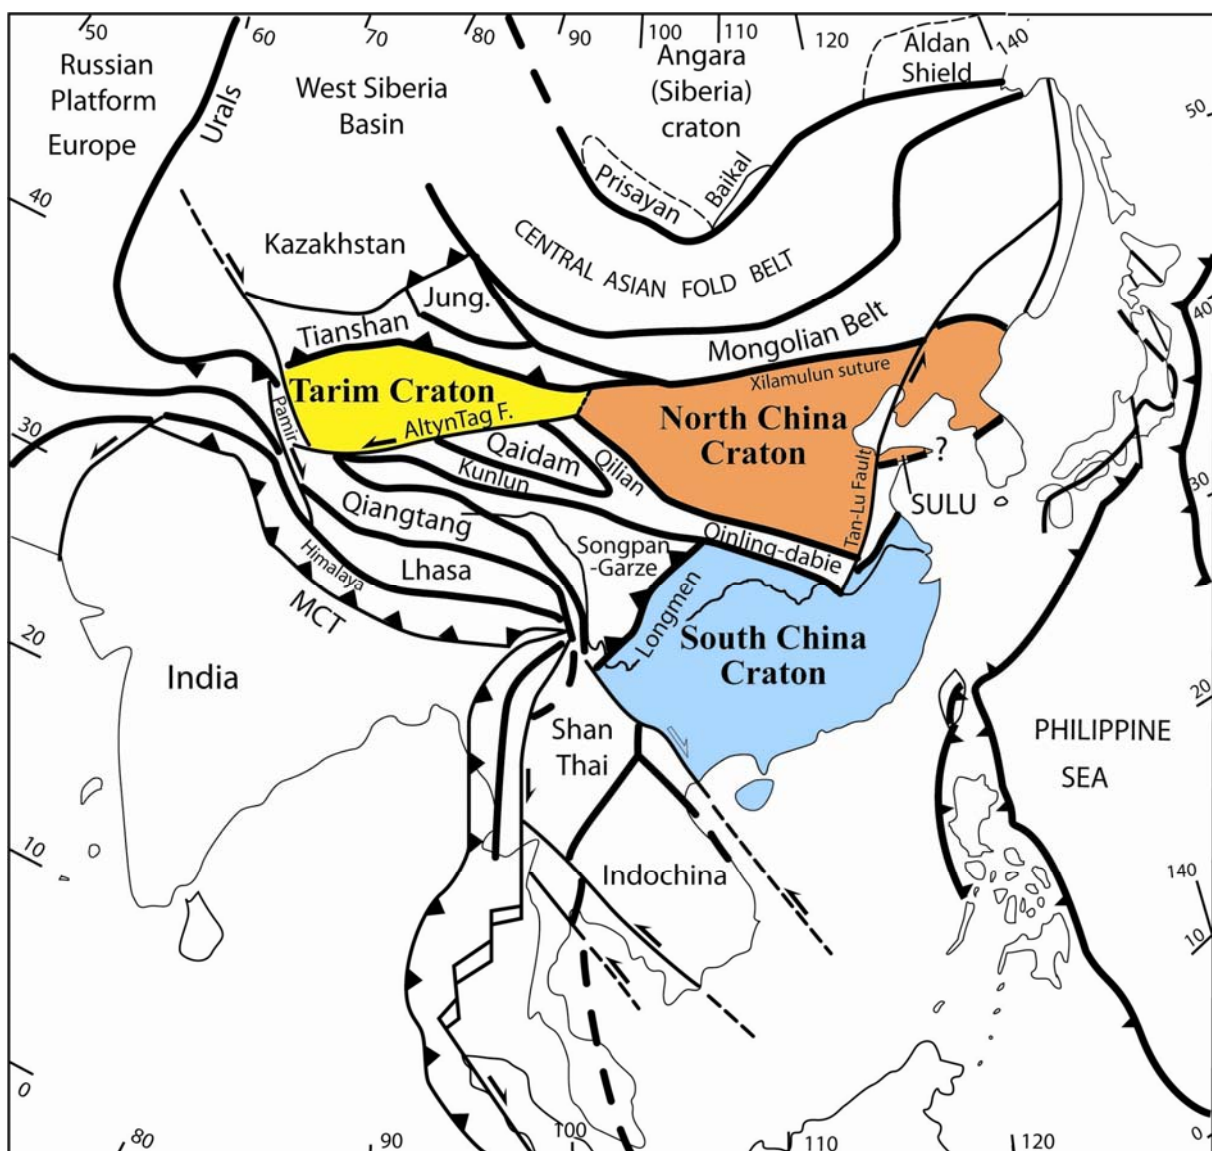 50
60
70
80
90
100
110
120
140
Russian
Platform
Europe
Urals
West Siberia
Basin
Angara
(Siberia)
craton
Aldan
Shield
50
40
Prisayan
Baikal
Kazakhstan
CENTRAL ASIAN FOLD BELT
Jung.
Tianshan
Mongolian Belt
40
Xilamulun suture
Tarim Craton
North China
Craton
Pamir
AltynTag F.
30
Qaidam
Qilian
Kunlun
Tan-Lu Fault
?
SULU
30
Qiangtang
Songpan
-Garze
Qinling-dabie
Himalaya
Lhasa
MCT
Longmen
South China
Craton
20
India
20
Shan
Thai
PHILIPPINE
SEA
10
Indochina
140
10
0
80
90
100
110
120
0